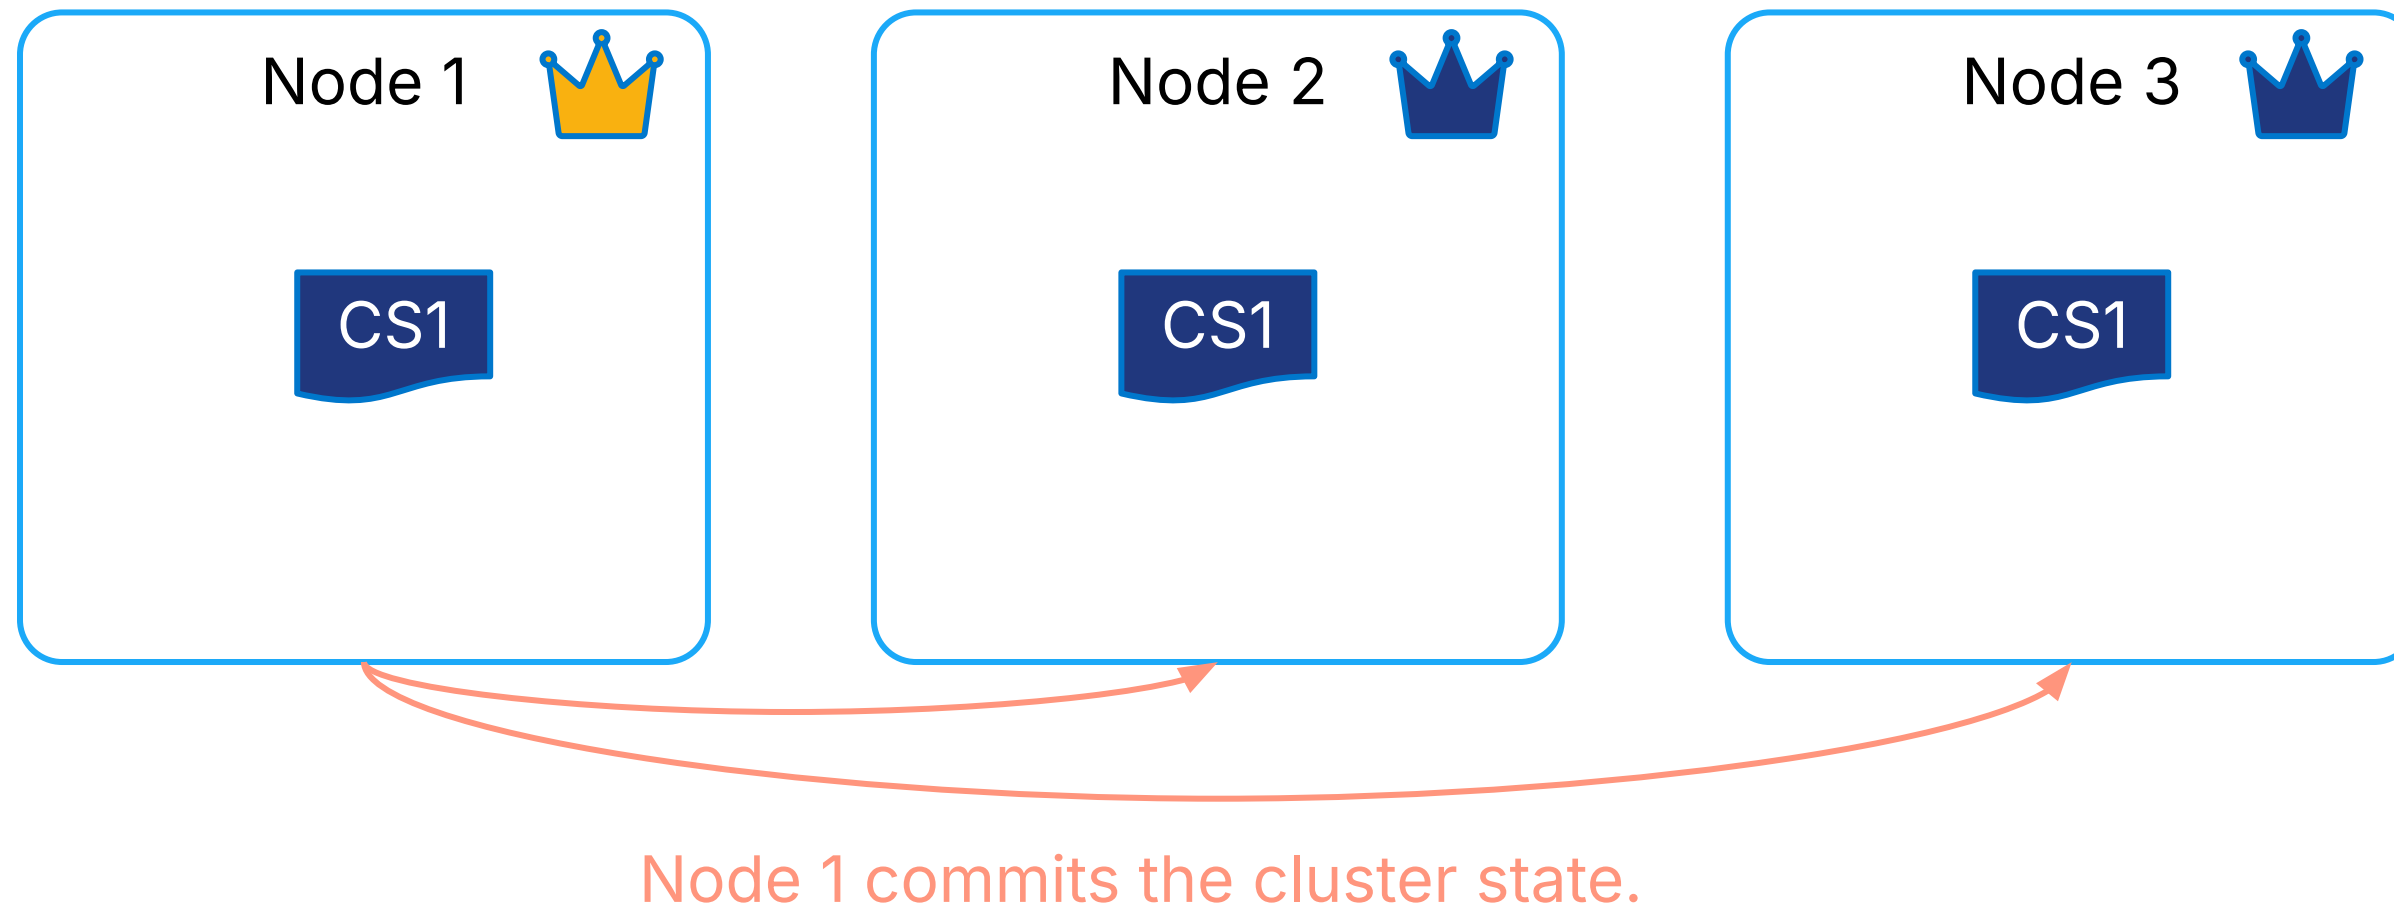 Node 1
Node 2
Node 3
CS1
CS1
CS1
Node 1 commits the cluster state.